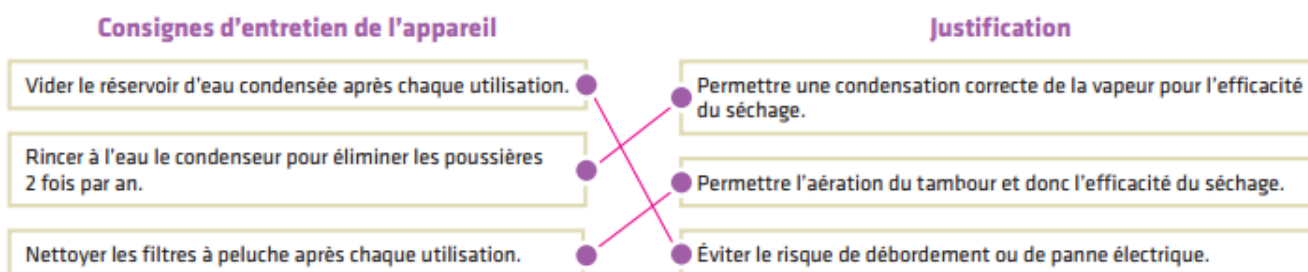 Consignes d'entretien de l'appareil
Justification
Vider le réservoir d'eau condensée après chaque utilisation.
Permettre une condensation correcte de la vapeur pour l'efficacité
du séchage.
Rincer à l'eau le condenseur pour éliminer les poussières
2 fois par an.
Permettre l'aération du tambour et donc l'efficacité du séchage.
Nettoyer les filtres à peluche après chaque utilisation.
Éviter le risque de débordement ou de panne électrique.